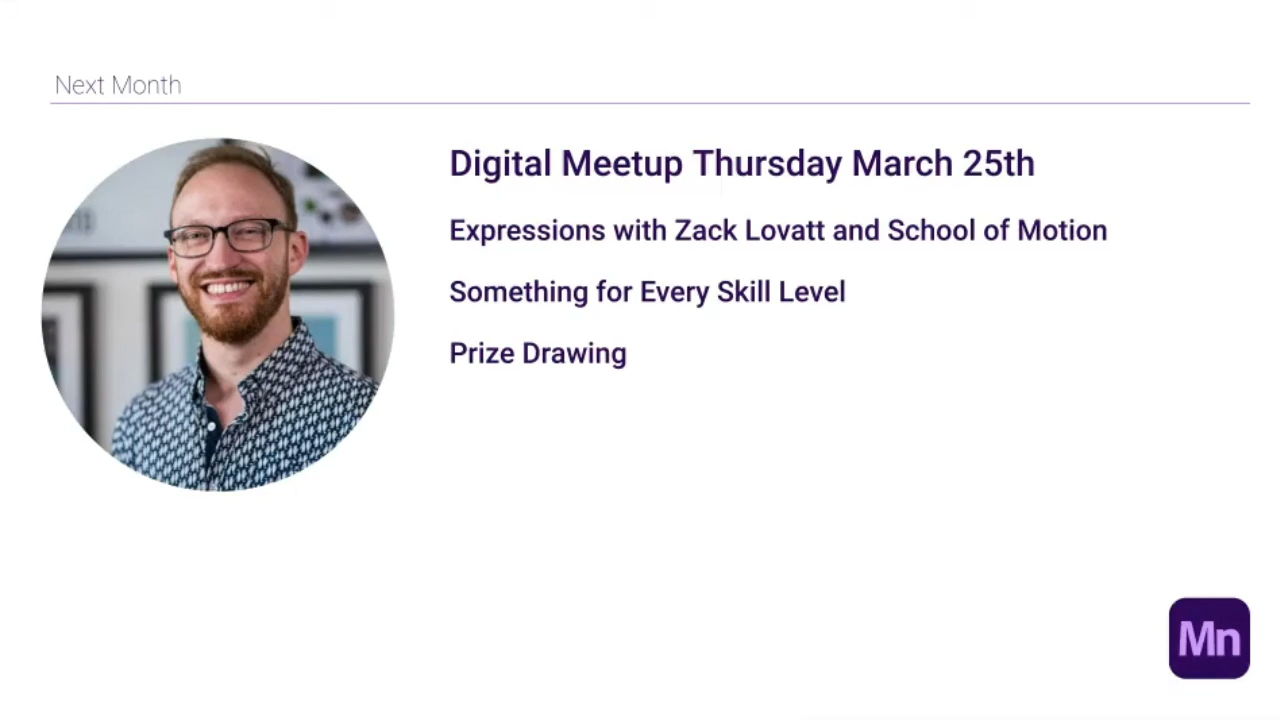 Next Month
Digital Meetup Thursday March 25th
Expressions with Zack Lovatt and School of Motion
Something for Every Skill Level
Prize Drawing
Mn